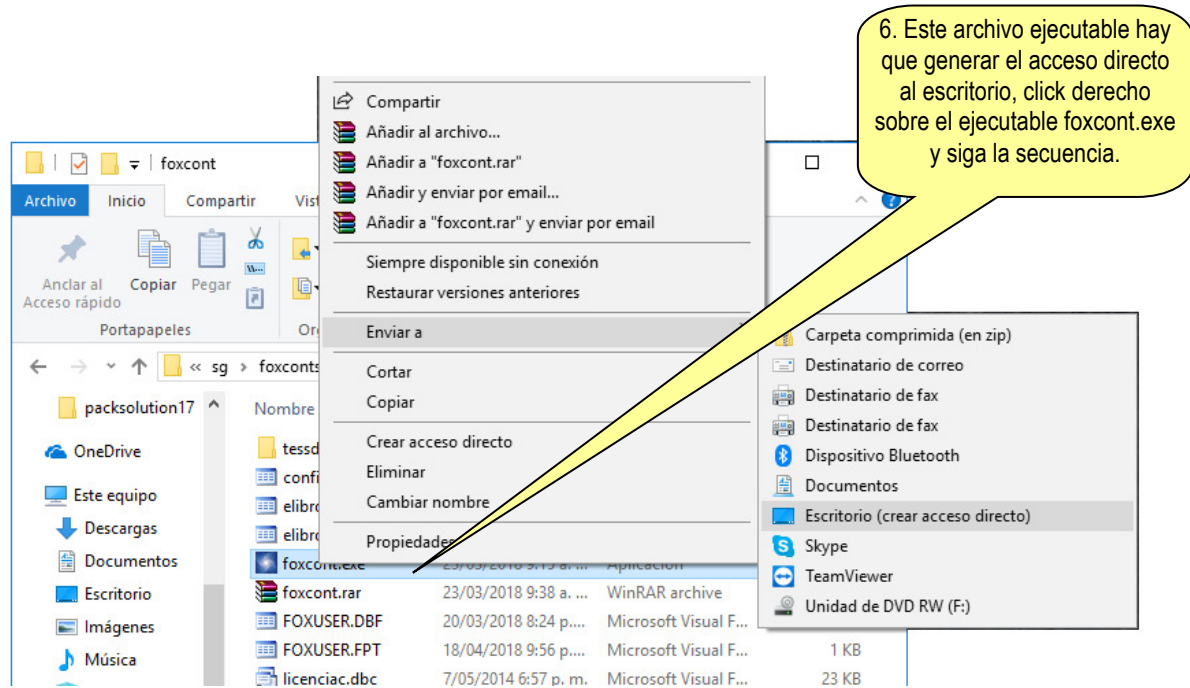 6. Este archivo ejecutable hay
que generar el acceso directo
al escritorio, click derecho
sobre el ejecutable foxcont.exe
y siga la secuencia.
foxcont
Archivo Inicio Compartir
Anclar al
Acceso rápido
Copiar Pegar
Portapapeles
« sg > foxconts
packsolution17
OneDrive
Este equipo
Descargas
Documentos
Escritorio
Imágenes
Música
Nombre
foxcont.exe
foxcont.rar 23/03/2018 9:38 a. ... WinRAR archive
FOXUSER.DBF 20/03/2018 8:24 p.... Microsoft Visual F...
FOXUSER.FPT 18/04/2018 9:56 p.... Microsoft Visual F... 1 KB
licenciac.dbc 7/05/2014 6:57 p. m. Microsoft Visual F... 23 KB
Compartir
Añadir al archivo...
Añadir a "foxcont.rar"
Añadir y enviar por email...
Añadir a "foxcont.rar" y enviar por email
Siempre disponible sin conexión
Restaurar versiones anteriores
Enviar a
Cortar
Copiar
Crear acceso directo
Eliminar
Cambiar nombre
Propiedades
Carpeta comprimida (en zip)
Destinatario de correo
Destinatario de fax
Destinatario de fax
Dispositivo Bluetooth
Documentos
Escritorio (crear acceso directo)
Skype
TeamViewer
Unidad de DVD RW (F:)